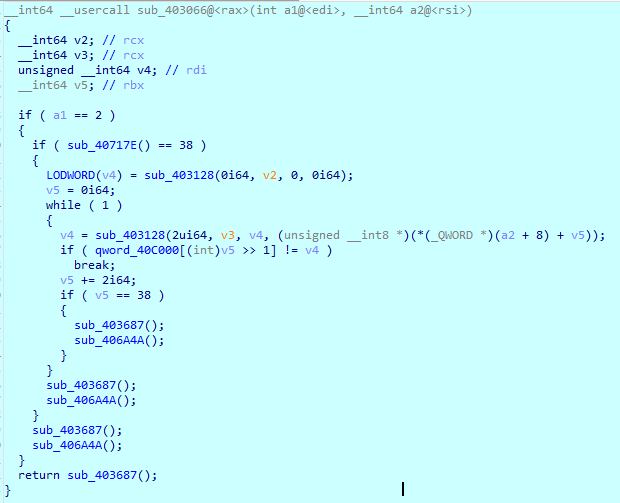 __int64 __usercall sub_403066@<rax>(int a1@<edi>, __int64 a2@<rsi>)
{
  __int64 v2; // rcx
  __int64 v3; // rcx
  unsigned __int64 v4; // rdi
  __int64 v5; // rbx

  if ( a1 == 2 )
  {
    if ( sub_40717E() == 38 )
    {
      LODWORD(v4) = sub_403128(0i64, v2, 0, 0i64);
      v5 = 0i64;
      while ( 1 )
      {
        v4 = sub_403128(2ui64, v3, v4, (unsigned __int8 *)(*(_QWORD *)(a2 + 8) + v5));
        if ( qword_40C000[(int)v5 >> 1] != v4 )
          break;
        v5 += 2i64;
        if ( v5 == 38 )
        {
          sub_403687();
          sub_406A4A();
        }
      }
      sub_403687();
      sub_406A4A();
    }
    sub_403687();
    sub_406A4A();
  }
  return sub_403687();
}